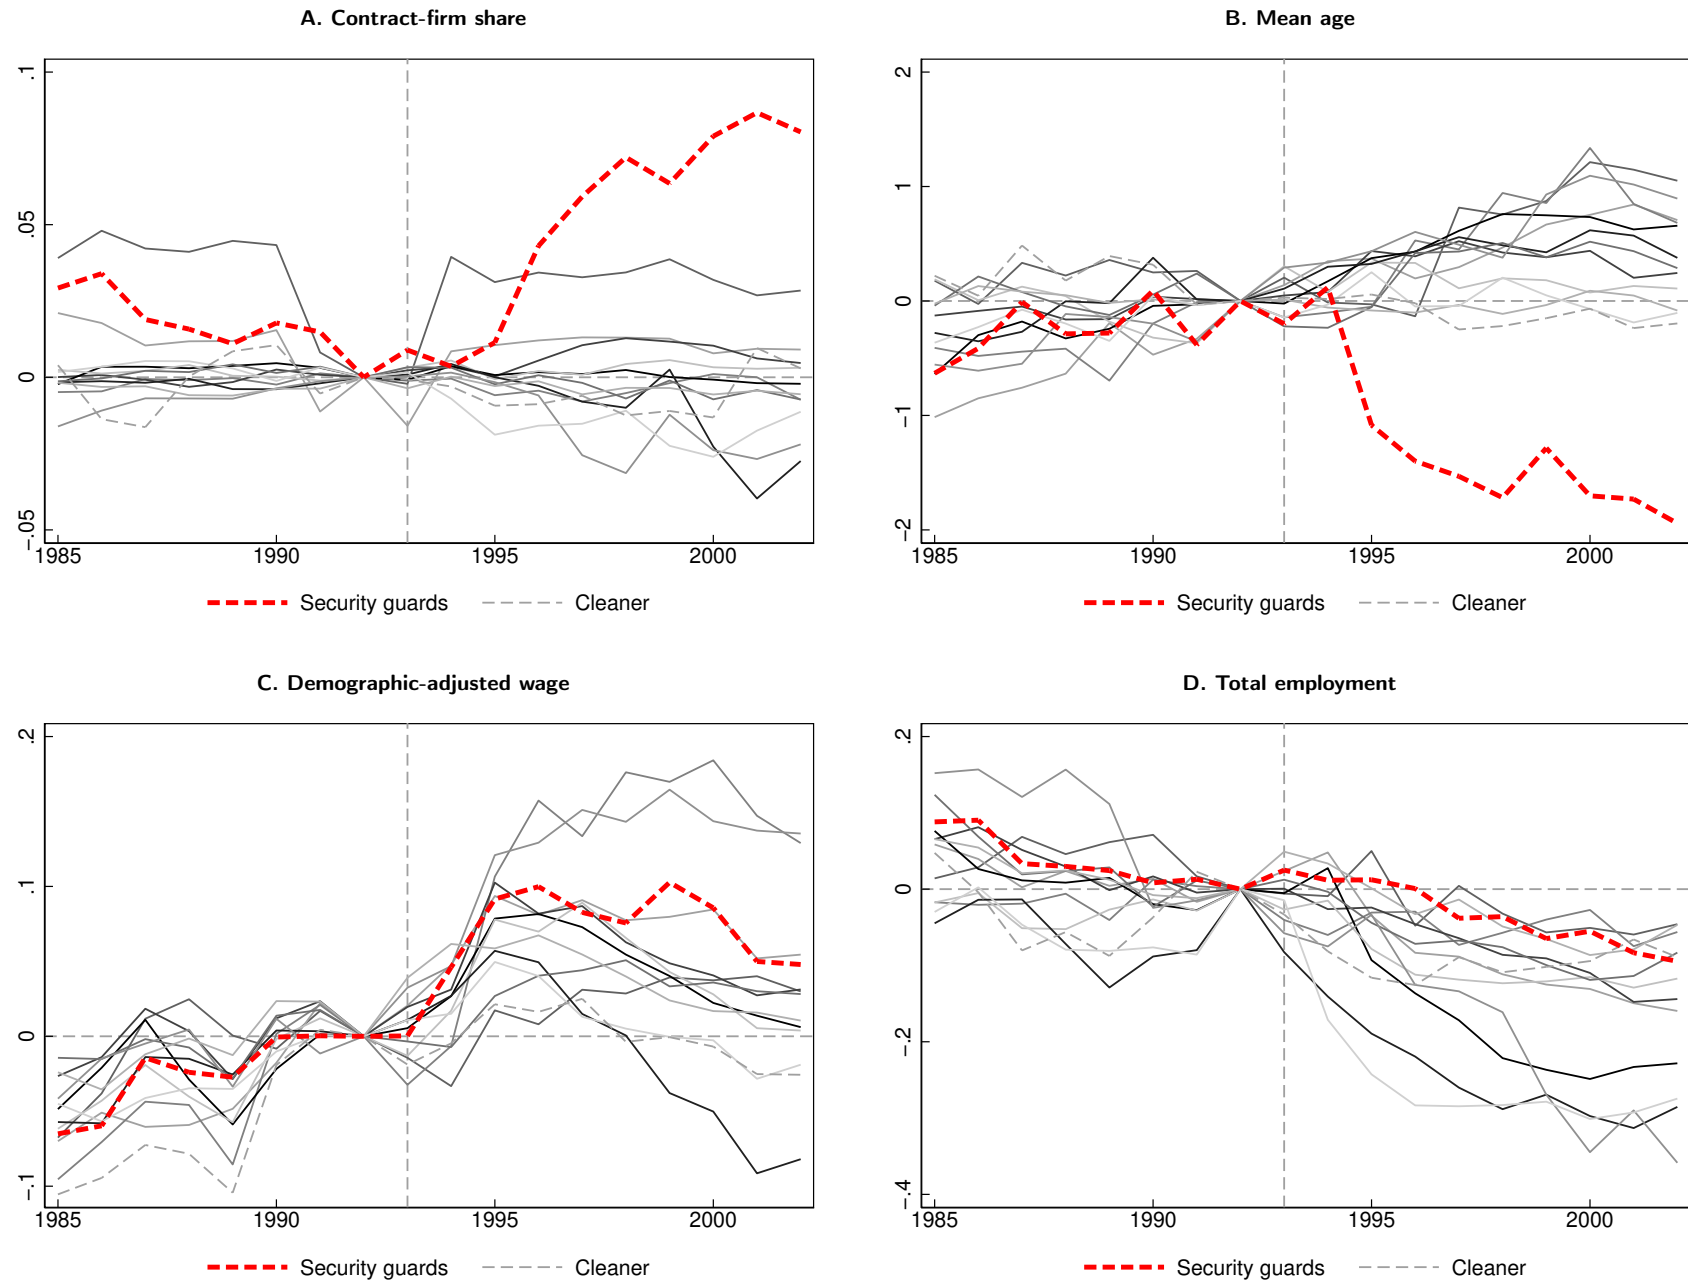 A. Contract-firm share
.1
.05
0
-.05
1985 1990 1995 2000
Security guards Cleaner
B. Mean age
2
1
0
-1
-2
1985 1990 1995 2000
Security guards Cleaner
C. Demographic-adjusted wage
.2
.1
0
-.1
1985 1990 1995 2000
Security guards Cleaner
D. Total employment
.2
0
-.2
-.4
1985 1990 1995 2000
Security guards Cleaner